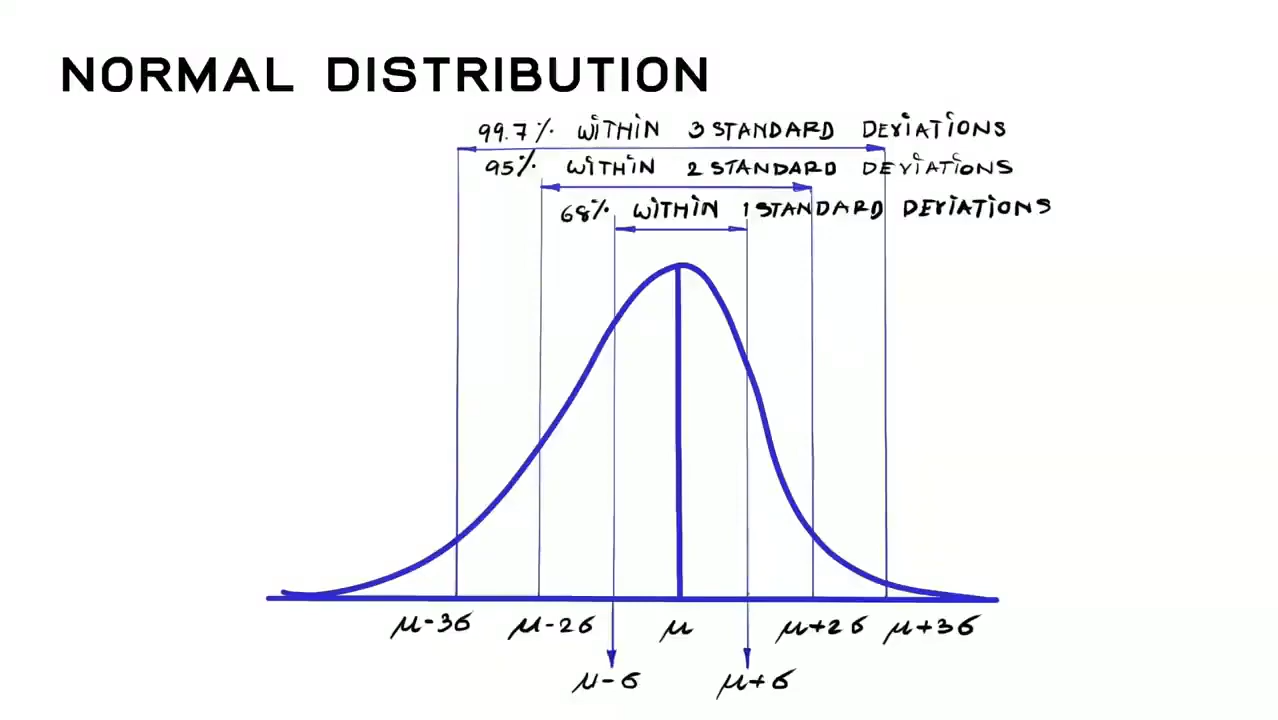 NORMAL DISTRIBUTION
99.7% WITHIN 3 STANDARD DEVIATIONS
95% WITHIN 2 STANDARD DEVIATIONS
68% WITHIN 1 STANDARD DEVIATIONS
μ-3σ μ-2σ μ μ+2σ μ+3σ
μ-σ μ+σ